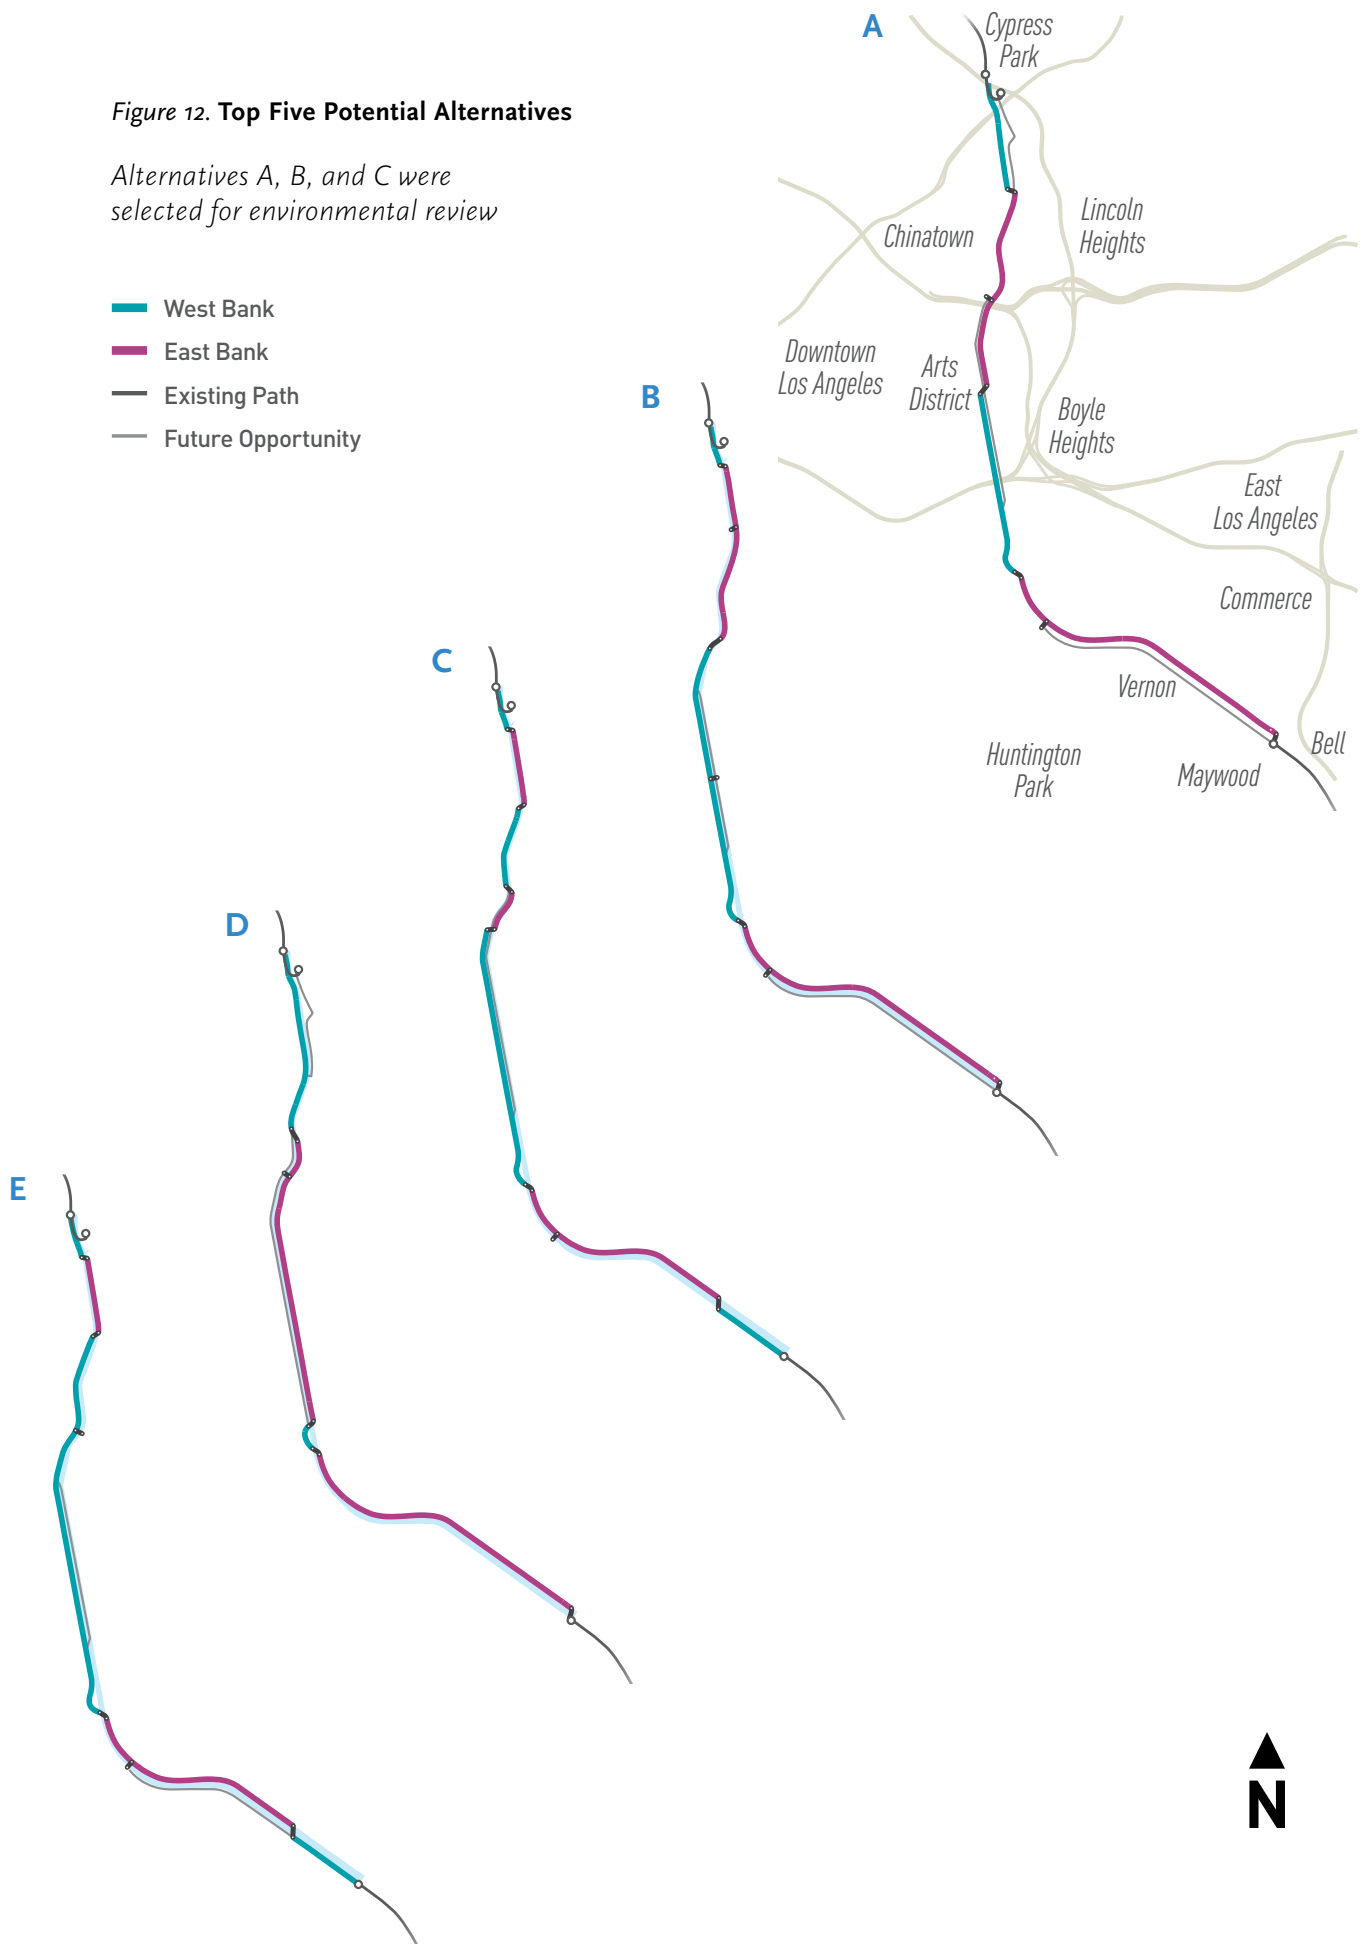 Figure 12. Top Five Potential Alternatives
Alternatives A, B, and C were
selected for environmental review
West Bank
East Bank
Existing Path
Future Opportunity
A
Cypress
Park
Chinatown
Lincoln
Heights
Downtown
Los Angeles
Arts
District
Boyle
Heights
East
Los Angeles
Commerce
Vernon
Huntington
Park
Maywood
Bell
B
C
D
E
N